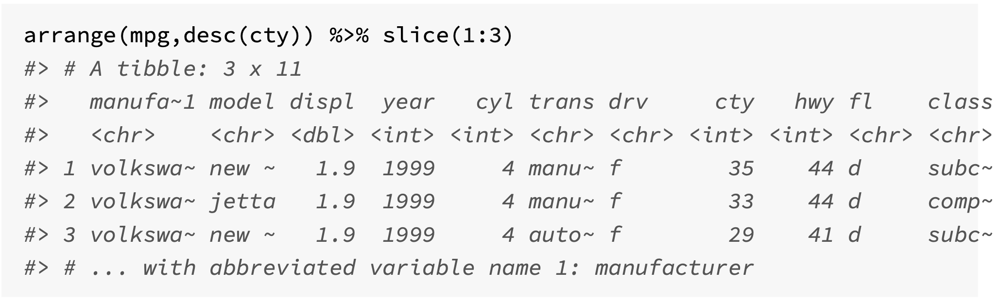 arrange(mpg,desc(cty)) %>% slice(1:3)
#> # A tibble: 3 x 11
#>   manufa~1 model displ  year   cyl trans drv     cty   hwy fl    class
#>   <chr>    <chr> <dbl> <int> <int> <chr> <chr> <int> <int> <chr> <chr>
#> 1 volkswa~ new ~   1.9  1999     4 manu~ f        35    44 d     subc~
#> 2 volkswa~ jetta   1.9  1999     4 manu~ f        33    44 d     comp~
#> 3 volkswa~ new ~   1.9  1999     4 auto~ f        29    41 d     subc~
#> # ... with abbreviated variable name 1: manufacturer